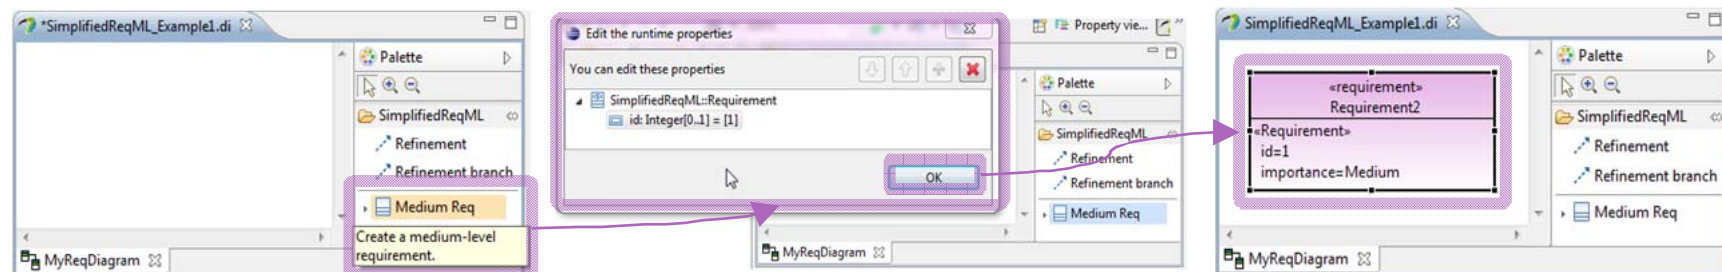 *SimplifiedReqML_Example1.di
Palette
SimplifiedReqML
Refinement
Refinement branch
Medium Req
Create a medium-level
requirement.
MyReqDiagram
Edit the runtime properties
You can edit these properties
SimplifiedReqML::Requirement
id: Integer[0..1] = [1]
OK
Property vie...
Palette
SimplifiedReqML
Refinement
Refinement branch
Medium Req
MyReqDiagram
SimplifiedReqML_Example1.di
«requirement»
Requirement2
«Requirement»
id=1
importance=Medium
Palette
SimplifiedReqML
Refinement
Refinement branch
Medium Req
MyReqDiagram